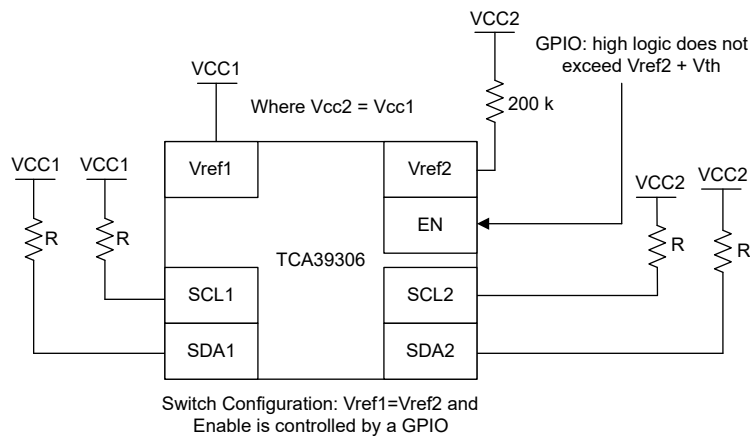 VCC2
GPIO: high logic does not
exceed Vref2 + Vth
VCC1
Where Vcc2 = Vcc1
200 k
VCC1
VCC1
Vref1
Vref2
VCC2
VCC2
EN
R
R
R
R
TCA39306
SCL1
SCL2
SDA1
SDA2
Switch Configuration: Vref1=Vref2 and
Enable is controlled by a GPIO